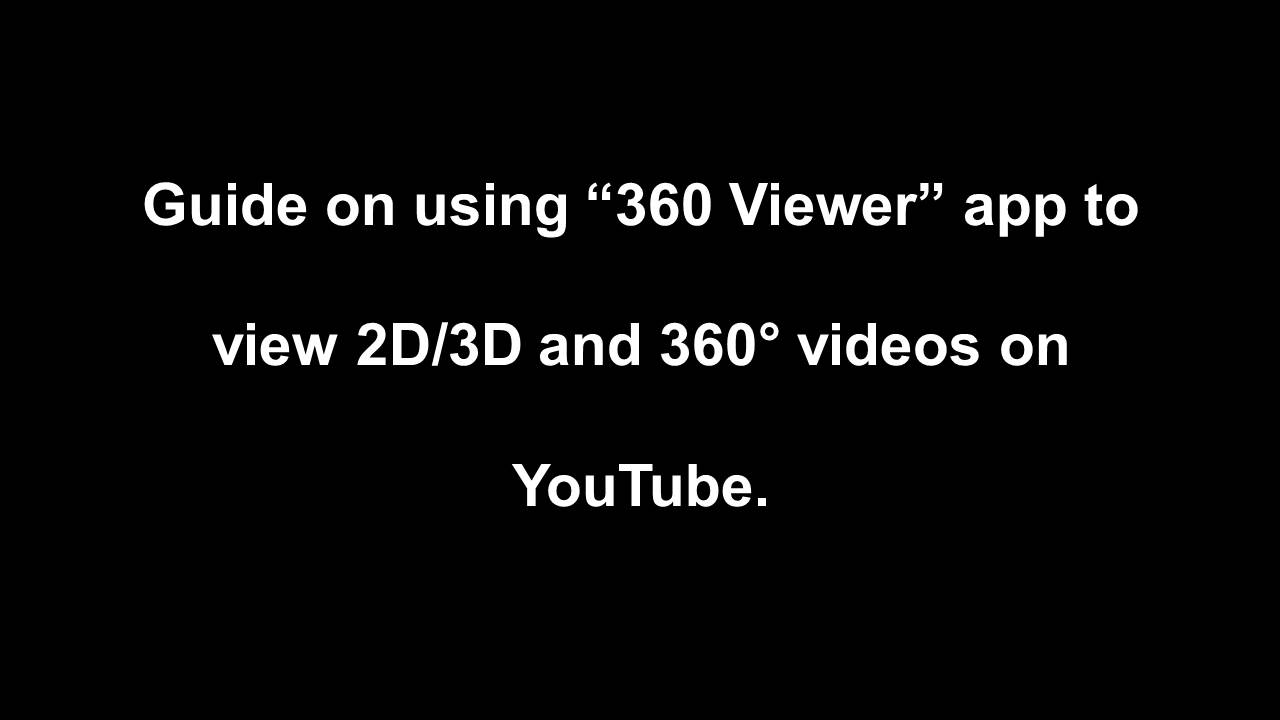 Guide on using “360 Viewer” app to
view 2D/3D and 360° videos on
YouTube.